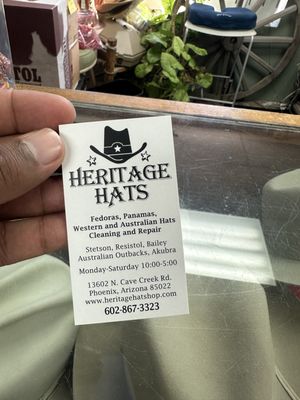 TOL
HERITAGE
HATS
Fedoras, Panamas,
Western and Australian Hats
Cleaning and Repair
Stetson, Resistol, Bailey
Australian Outbacks, Akubra
Monday-Saturday 10:00-5:00
13602 N. Cave Creek Rd.
Phoenix, Arizona 85022
www.heritagehatshop.com
602-867-3323